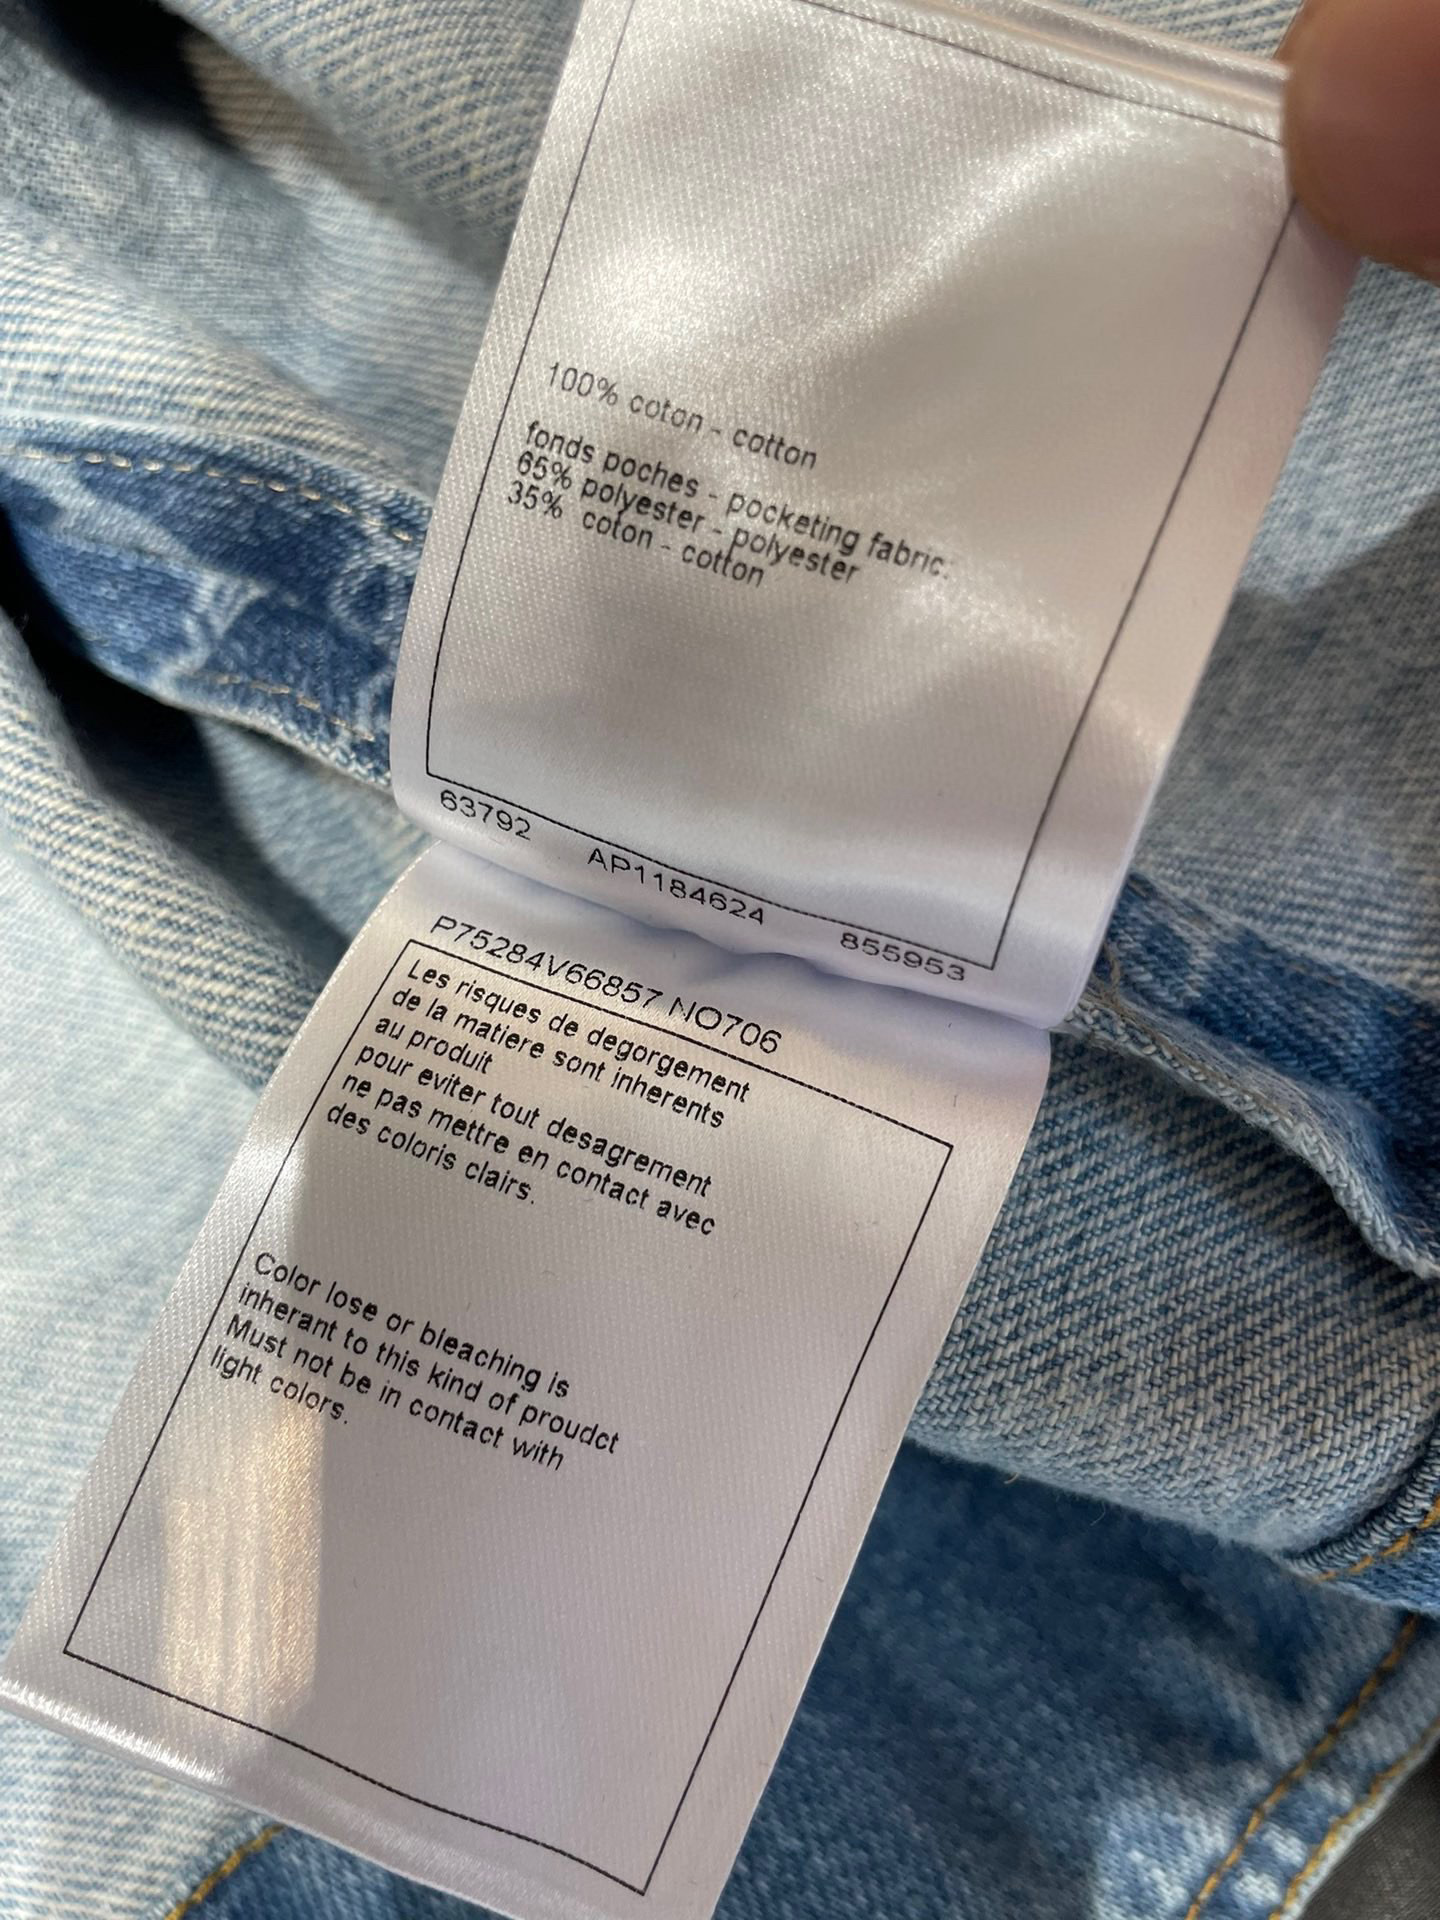 100% coton - cotton
fonds poches - pocketing fabric:
65% polyester - polyester
35% coton - cotton
63792 AP1184624 855953
P75284V66857 NO706
Les risques de degorgement
de la matiere sont inherents
au produit
pour eviter tout desagrement
ne pas mettre en contact avec
des coloris clairs.
Color lose or bleaching is
inherant to this kind of proudct
Must not be in contact with
light colors.